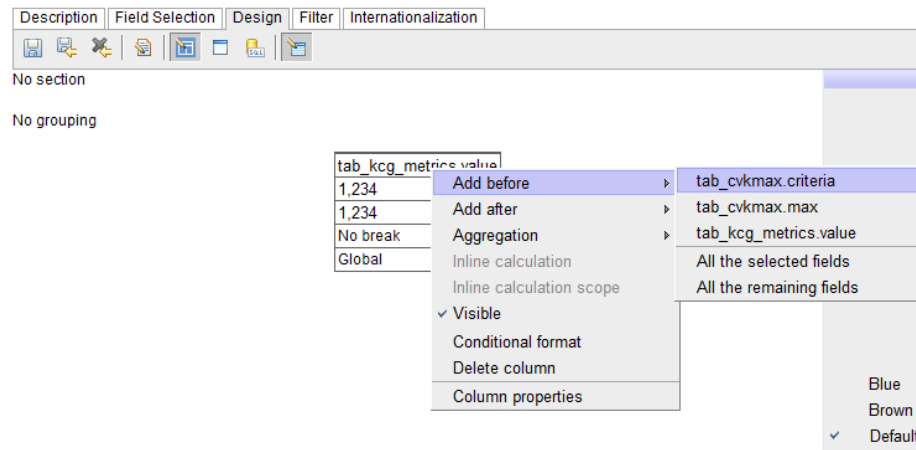 Description Field Selection Design Filter Internationalization
SQL
No section
No grouping
tab_kcg_metrics.value
1,234
1,234
No break
Global
Add before
Add after
Aggregation
Inline calculation
Inline calculation scope
Visible
Conditional format
Delete column
Column properties
tab_cvkmax.criteria
tab_cvkmax.max
tab_kcg_metrics.value
All the selected fields
All the remaining fields
Blue
Brown
Default